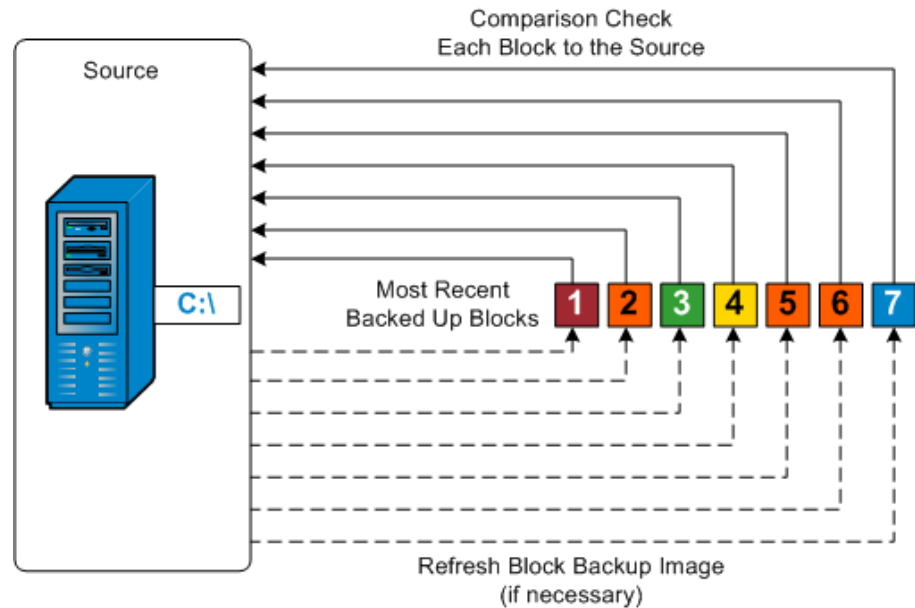 Comparison Check
Each Block to the Source
Source
C:\
Most Recent
Backed Up Blocks
1 2 3 4 5 6 7
Refresh Block Backup Image
(if necessary)